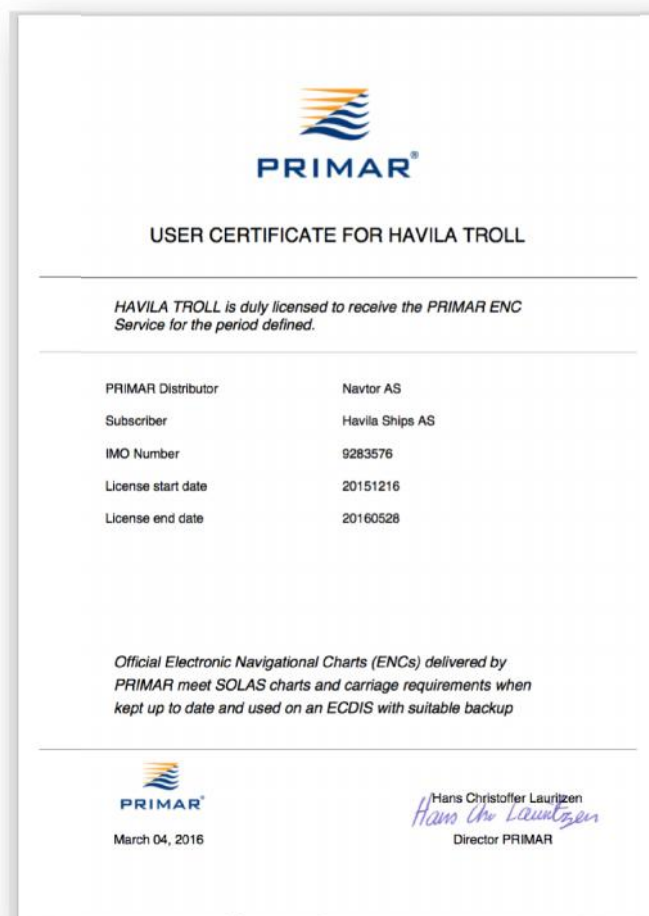 PRIMAR®
USER CERTIFICATE FOR HAVILA TROLL
HAVILA TROLL is duly licensed to receive the PRIMAR ENC
Service for the period defined.
PRIMAR Distributor Navtor AS
Subscriber Havila Ships AS
IMO Number 9283576
License start date 20151216
License end date 20160528
Official Electronic Navigational Charts (ENCs) delivered by
PRIMAR meet SOLAS charts and carriage requirements when
kept up to date and used on an ECDIS with suitable backup
PRIMAR®
March 04, 2016
Hans Christoffer Lauritzen
Hans Chr Lauritzen
Director PRIMAR